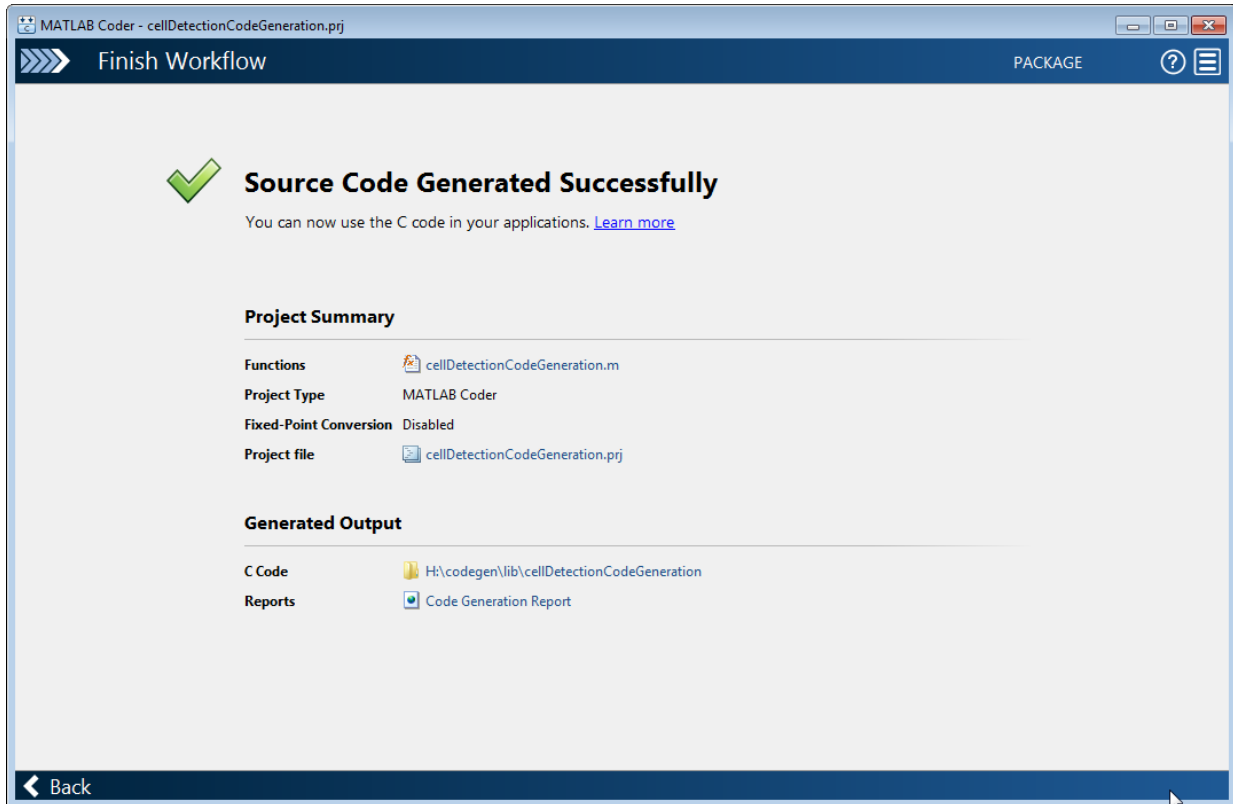 MATLAB Coder - cellDetectionCodeGeneration.prj
Finish Workflow PACKAGE
Source Code Generated Successfully
You can now use the C code in your applications. Learn more
Project Summary
Functions cellDetectionCodeGeneration.m
Project Type MATLAB Coder
Fixed-Point Conversion Disabled
Project file cellDetectionCodeGeneration.prj
Generated Output
C Code H:\codegen\lib\cellDetectionCodeGeneration
Reports Code Generation Report
Back